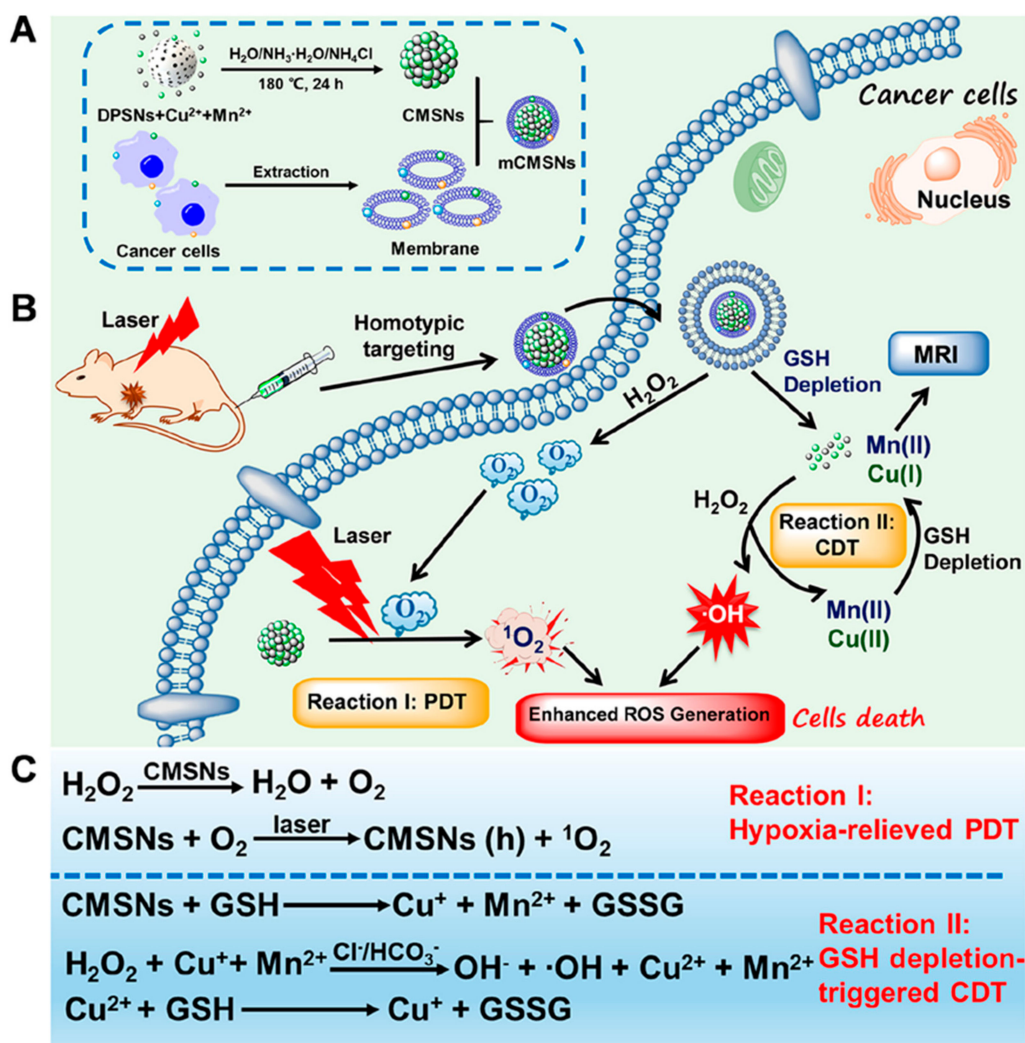 A
H₂O/NH₃·H₂O/NH₄Cl
180 ℃, 24 h
DPSNs+Cu²⁺+Mn²⁺
CMSNs
mCMSNs
Extraction
Cancer cells
Membrane
Cancer cells
Nucleus
B
Laser
Homotypic
targeting
H₂O₂
GSH
Depletion
MRI
O₂
O₂
O₂
Mn(II)
Cu(I)
H₂O₂
Reaction II:
CDT
GSH
Depletion
Laser
O₂
·OH
Mn(II)
Cu(II)
¹O₂
Reaction I: PDT
Enhanced ROS Generation
Cells death
C
H₂O₂ CMSNs H₂O + O₂
CMSNs + O₂ laser CMSNs (h) + ¹O₂
Reaction I:
Hypoxia-relieved PDT
CMSNs + GSH Cu⁺ + Mn²⁺ + GSSG
H₂O₂ + Cu⁺+ Mn²⁺ Cl⁻/HCO₃⁻ OH⁻ + ·OH + Cu²⁺ + Mn²⁺
Cu²⁺ + GSH Cu⁺ + GSSG
Reaction II:
GSH depletion-
triggered CDT